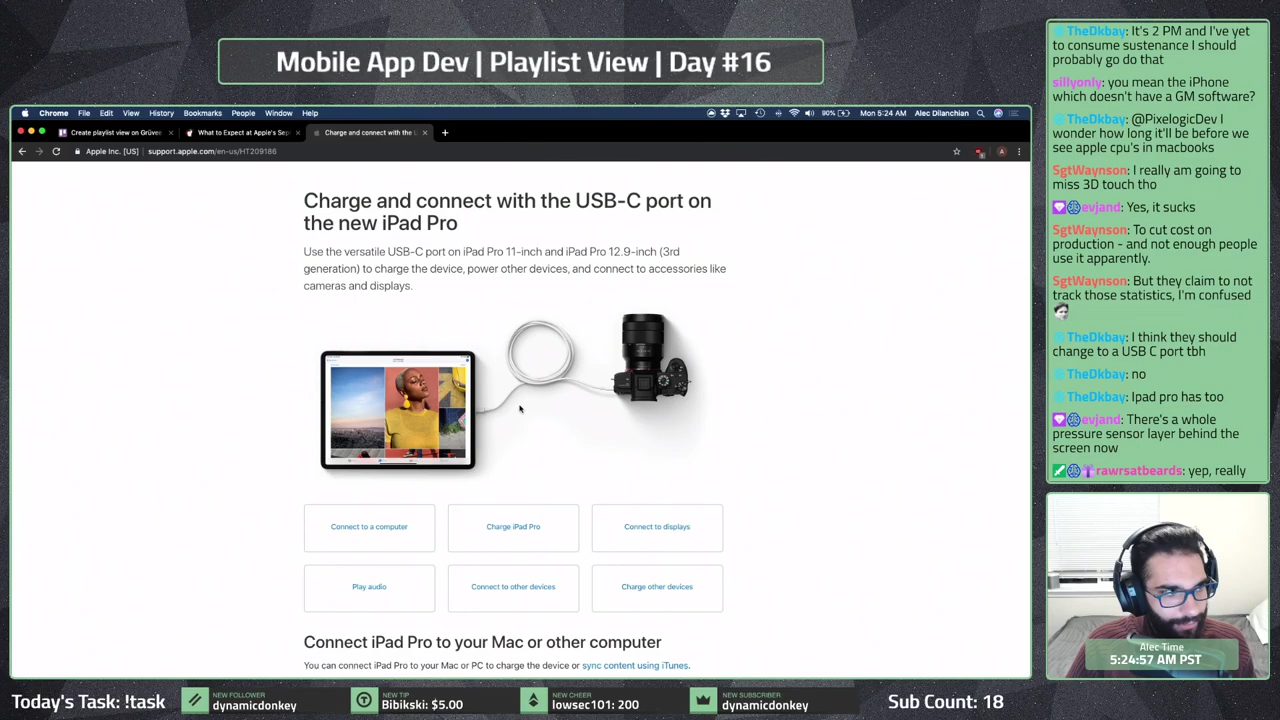 Mobile App Dev | Playlist View | Day #16
Chrome File Edit View History Bookmarks People Window Help
90% Mon 5:24 AM Alec Dilanchian
Create playlist view on Grüvee
What to Expect at Apple's Sep
Charge and connect with the U
Apple Inc. [US] support.apple.com/en-us/HT209186
Charge and connect with the USB-C port on
the new iPad Pro
Use the versatile USB-C port on iPad Pro 11-inch and iPad Pro 12.9-inch (3rd
generation) to charge the device, power other devices, and connect to accessories like
cameras and displays.
Connect to a computer
Charge iPad Pro
Connect to displays
Play audio
Connect to other devices
Charge other devices
Connect iPad Pro to your Mac or other computer
You can connect iPad Pro to your Mac or PC to charge the device or sync content using iTunes.
TheDkbay: It's 2 PM and I've yet
to consume sustenance I should
probably go do that
sillyonly: you mean the iPhone
which doesn't have a GM software?
TheDkbay: @PixelogicDev I
wonder how long it'll be before we
see apple cpu's in macbooks
SgtWaynson: I really am going to
miss 3D touch tho
evjand: Yes, it sucks
SgtWaynson: To cut cost on
production - and not enough people
use it apparently.
SgtWaynson: But they claim to not
track those statistics, I'm confused
TheDkbay: I think they should
change to a USB C port tbh
TheDkbay: no
TheDkbay: Ipad pro has too
evjand: There's a whole
pressure sensor layer behind the
screen now
rawrsatbeards: yep, really
Alec Time
5:24:57 AM PST
Today's Task: !task
NEW FOLLOWER
dynamicdonkey
NEW TIP
Bibikski: $5.00
NEW CHEER
lowsec101: 200
NEW SUBSCRIBER
dynamicdonkey
Sub Count: 18